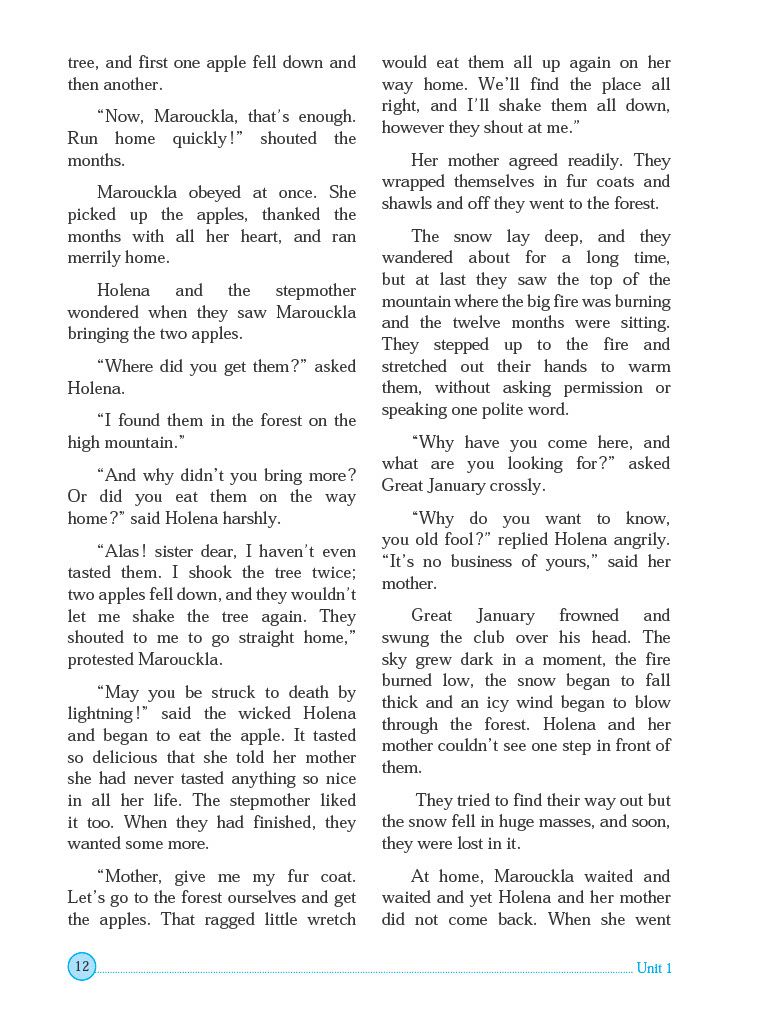 tree, and first one apple fell down and
then another.
“Now, Marouckla, that’s enough.
Run home quickly!” shouted the
months.
Marouckla obeyed at once. She
picked up the apples, thanked the
months with all her heart, and ran
merrily home.
Holena and the stepmother
wondered when they saw Marouckla
bringing the two apples.
“Where did you get them?” asked
Holena.
“I found them in the forest on the
high mountain.”
“And why didn’t you bring more?
Or did you eat them on the way
home?” said Holena harshly.
“Alas! sister dear, I haven’t even
tasted them. I shook the tree twice;
two apples fell down, and they wouldn’t
let me shake the tree again. They
shouted to me to go straight home,”
protested Marouckla.
“May you be struck to death by
lightning!” said the wicked Holena
and began to eat the apple. It tasted
so delicious that she told her mother
she had never tasted anything so nice
in all her life. The stepmother liked
it too. When they had finished, they
wanted some more.
“Mother, give me my fur coat.
Let’s go to the forest ourselves and get
the apples. That ragged little wretch
would eat them all up again on her
way home. We’ll find the place all
right, and I’ll shake them all down,
however they shout at me.”
Her mother agreed readily. They
wrapped themselves in fur coats and
shawls and off they went to the forest.
The snow lay deep, and they
wandered about for a long time,
but at last they saw the top of the
mountain where the big fire was burning
and the twelve months were sitting.
They stepped up to the fire and
stretched out their hands to warm
them, without asking permission or
speaking one polite word.
“Why have you come here, and
what are you looking for?” asked
Great January crossly.
“Why do you want to know,
you old fool?” replied Holena angrily.
“It’s no business of yours,” said her
mother.
Great January frowned and
swung the club over his head. The
sky grew dark in a moment, the fire
burned low, the snow began to fall
thick and an icy wind began to blow
through the forest. Holena and her
mother couldn’t see one step in front of
them.
They tried to find their way out but
the snow fell in huge masses, and soon,
they were lost in it.
At home, Marouckla waited and
waited and yet Holena and her mother
did not come back. When she went
12 Unit 1